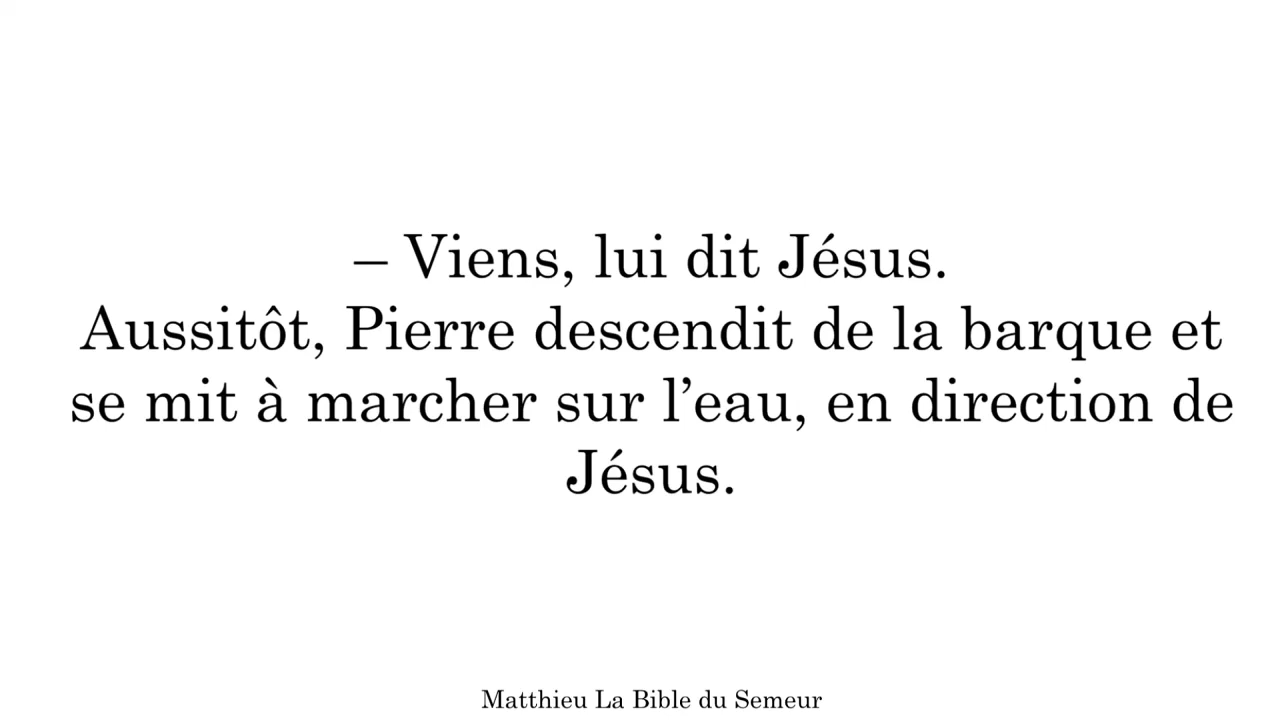 – Viens, lui dit Jésus.
Aussitôt, Pierre descendit de la barque et
se mit à marcher sur l’eau, en direction de
Jésus.
Matthieu La Bible du Semeur